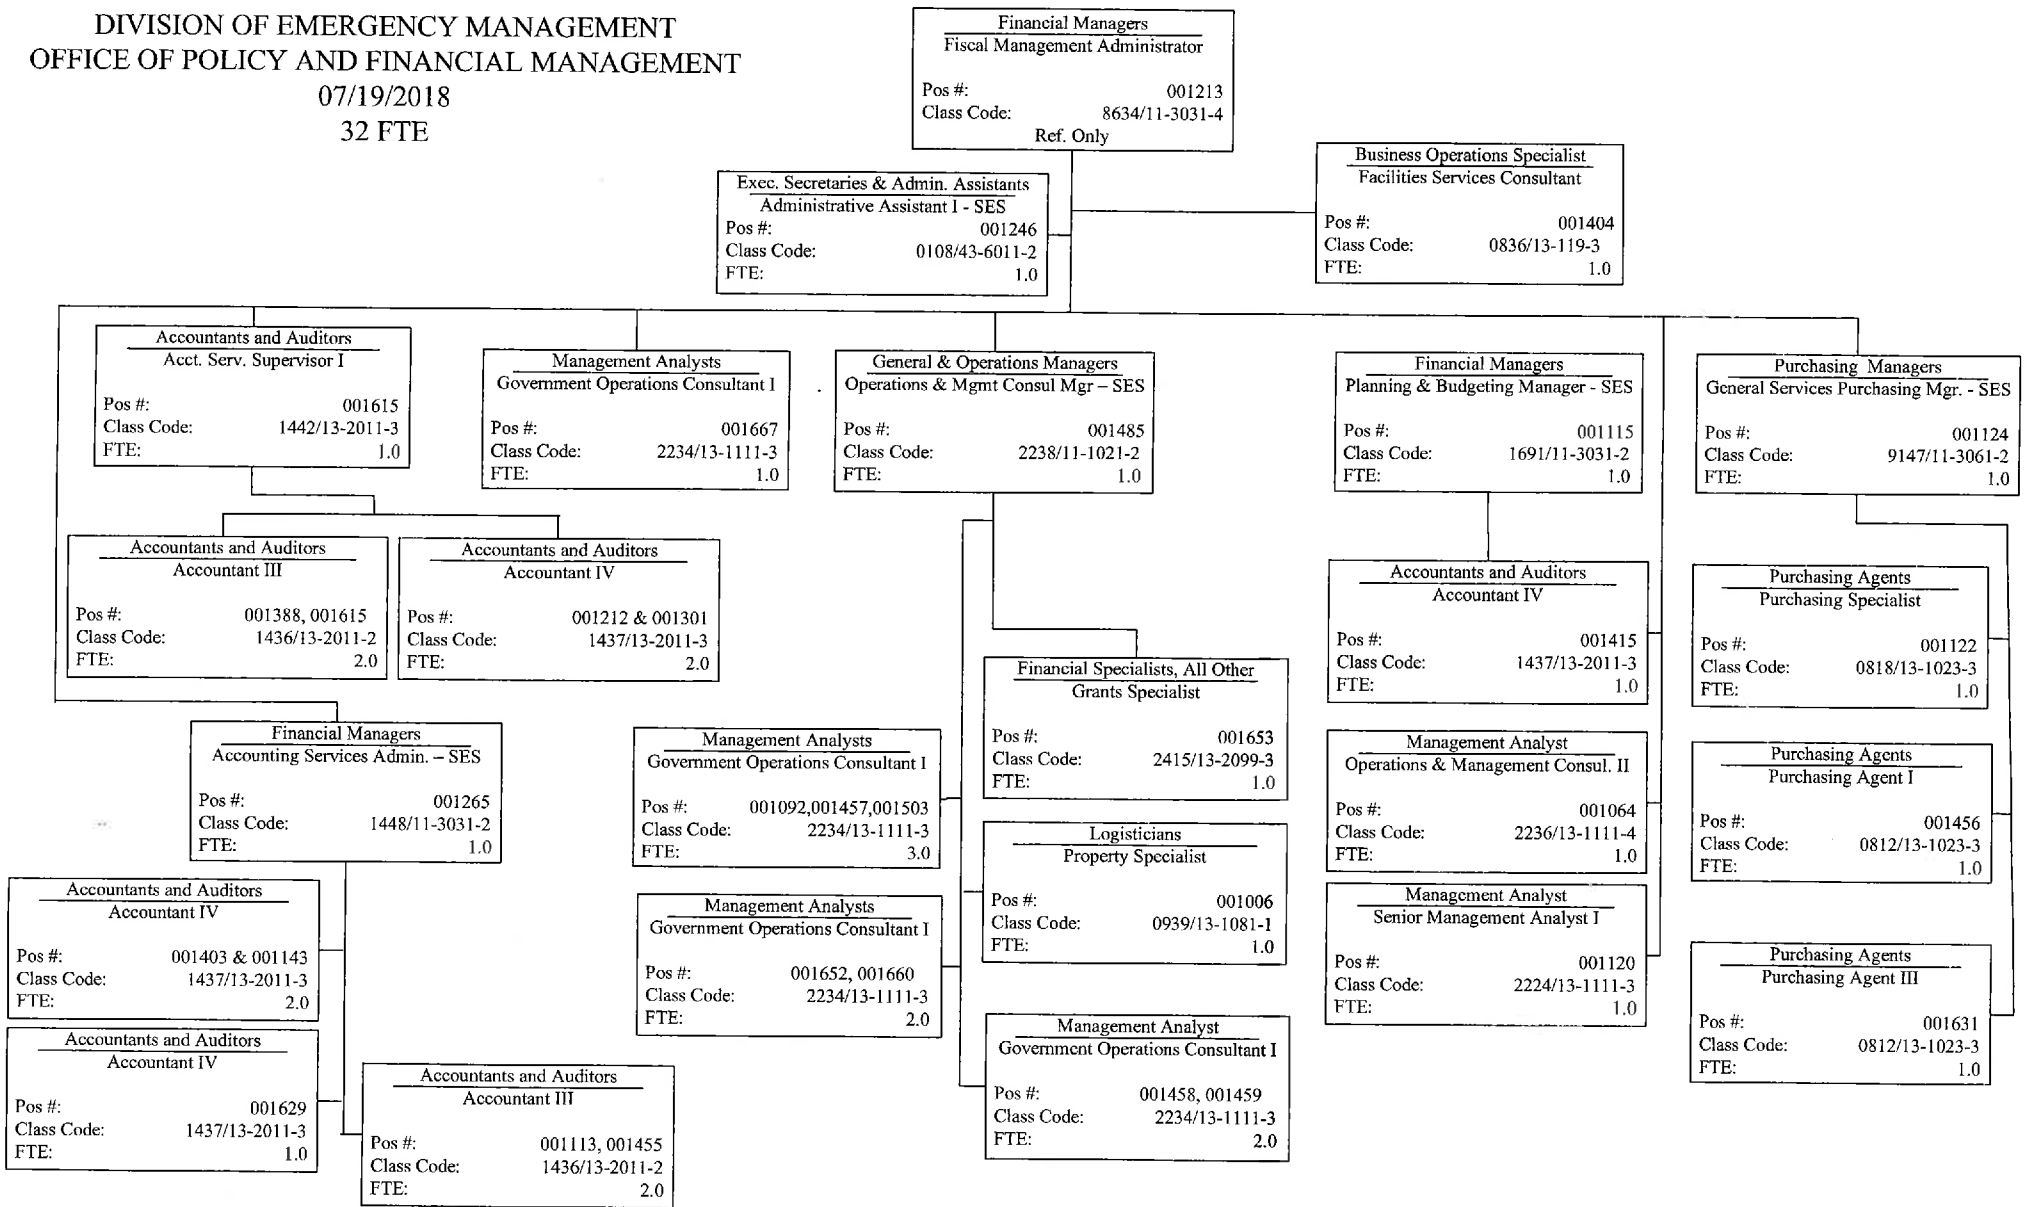 DIVISION OF EMERGENCY MANAGEMENT
OFFICE OF POLICY AND FINANCIAL MANAGEMENT
07/19/2018
32 FTE
Financial Managers
Fiscal Management Administrator
Pos #: 001213
Class Code: 8634/11-3031-4
Ref. Only
Exec. Secretaries & Admin. Assistants
Administrative Assistant I - SES
Pos #: 001246
Class Code: 0108/43-6011-2
FTE: 1.0
Business Operations Specialist
Facilities Services Consultant
Pos #: 001404
Class Code: 0836/13-119-3
FTE: 1.0
Accountants and Auditors
Acct. Serv. Supervisor I
Pos #: 001615
Class Code: 1442/13-2011-3
FTE: 1.0
Management Analysts
Government Operations Consultant I
Pos #: 001667
Class Code: 2234/13-1111-3
FTE: 1.0
General & Operations Managers
Operations & Mgmt Consul Mgr – SES
Pos #: 001485
Class Code: 2238/11-1021-2
FTE: 1.0
Financial Managers
Planning & Budgeting Manager - SES
Pos #: 001115
Class Code: 1691/11-3031-2
FTE: 1.0
Purchasing Managers
General Services Purchasing Mgr. - SES
Pos #: 001124
Class Code: 9147/11-3061-2
FTE: 1.0
Accountants and Auditors
Accountant III
Pos #: 001388, 001615
Class Code: 1436/13-2011-2
FTE: 2.0
Accountants and Auditors
Accountant IV
Pos #: 001212 & 001301
Class Code: 1437/13-2011-3
FTE: 2.0
Accountants and Auditors
Accountant IV
Pos #: 001415
Class Code: 1437/13-2011-3
FTE: 1.0
Purchasing Agents
Purchasing Specialist
Pos #: 001122
Class Code: 0818/13-1023-3
FTE: 1.0
Financial Specialists, All Other
Grants Specialist
Pos #: 001653
Class Code: 2415/13-2099-3
FTE: 1.0
Financial Managers
Accounting Services Admin. – SES
Pos #: 001265
Class Code: 1448/11-3031-2
FTE: 1.0
Management Analysts
Government Operations Consultant I
Pos #: 001092,001457,001503
Class Code: 2234/13-1111-3
FTE: 3.0
Management Analyst
Operations & Management Consul. II
Pos #: 001064
Class Code: 2236/13-1111-4
FTE: 1.0
Purchasing Agents
Purchasing Agent I
Pos #: 001456
Class Code: 0812/13-1023-3
FTE: 1.0
Logisticians
Property Specialist
Pos #: 001006
Class Code: 0939/13-1081-1
FTE: 1.0
Accountants and Auditors
Accountant IV
Pos #: 001403 & 001143
Class Code: 1437/13-2011-3
FTE: 2.0
Management Analysts
Government Operations Consultant I
Pos #: 001652, 001660
Class Code: 2234/13-1111-3
FTE: 2.0
Management Analyst
Senior Management Analyst I
Pos #: 001120
Class Code: 2224/13-1111-3
FTE: 1.0
Purchasing Agents
Purchasing Agent III
Pos #: 001631
Class Code: 0812/13-1023-3
FTE: 1.0
Accountants and Auditors
Accountant IV
Pos #: 001629
Class Code: 1437/13-2011-3
FTE: 1.0
Management Analyst
Government Operations Consultant I
Pos #: 001458, 001459
Class Code: 2234/13-1111-3
FTE: 2.0
Accountants and Auditors
Accountant III
Pos #: 001113, 001455
Class Code: 1436/13-2011-2
FTE: 2.0